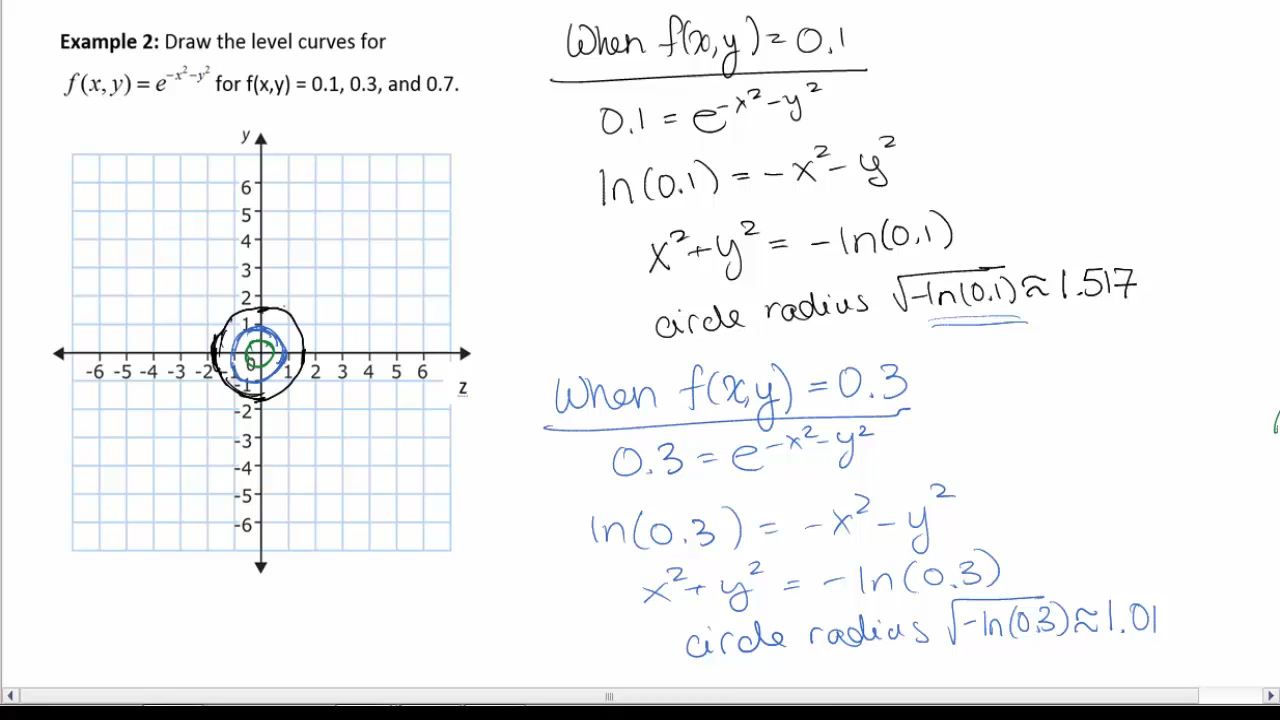 Example 2: Draw the level curves for
f(x, y) = e^{-x²-y²} for f(x,y) = 0.1, 0.3, and 0.7.
y
6
5
4
3
2
1
-6 -5 -4 -3 -2 -1 0 1 2 3 4 5 6
z
-1
-2
-3
-4
-5
-6
When f(x,y) = 0.1
0.1 = e^{-x²-y²}
ln(0.1) = -x² - y²
x² + y² = -ln(0.1)
circle radius √-ln(0.1) ≈ 1.517
When f(x,y) = 0.3
0.3 = e^{-x²-y²}
ln(0.3) = -x² - y²
x² + y² = -ln(0.3)
circle radius √-ln(0.3) ≈ 1.01